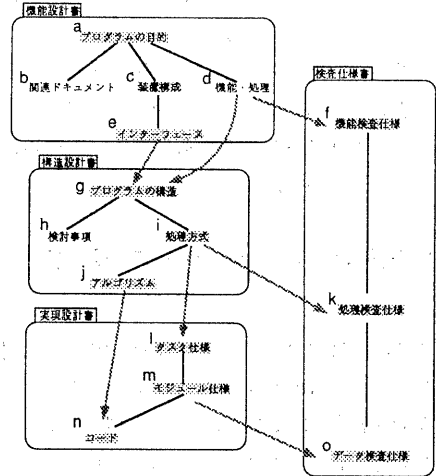 機能設計書
a プログラムの目的
b 関連ドキュメント
c 装置構成
d 機能・処理
e インターフェース
検査仕様書
f 機能検査仕様
構造設計書
g プログラムの構造
h 検討事項
i 処理方式
j アルゴリズム
k 処理検査仕様
実現設計書
l タスク仕様
m モジュール仕様
n コード
o データ検査仕様